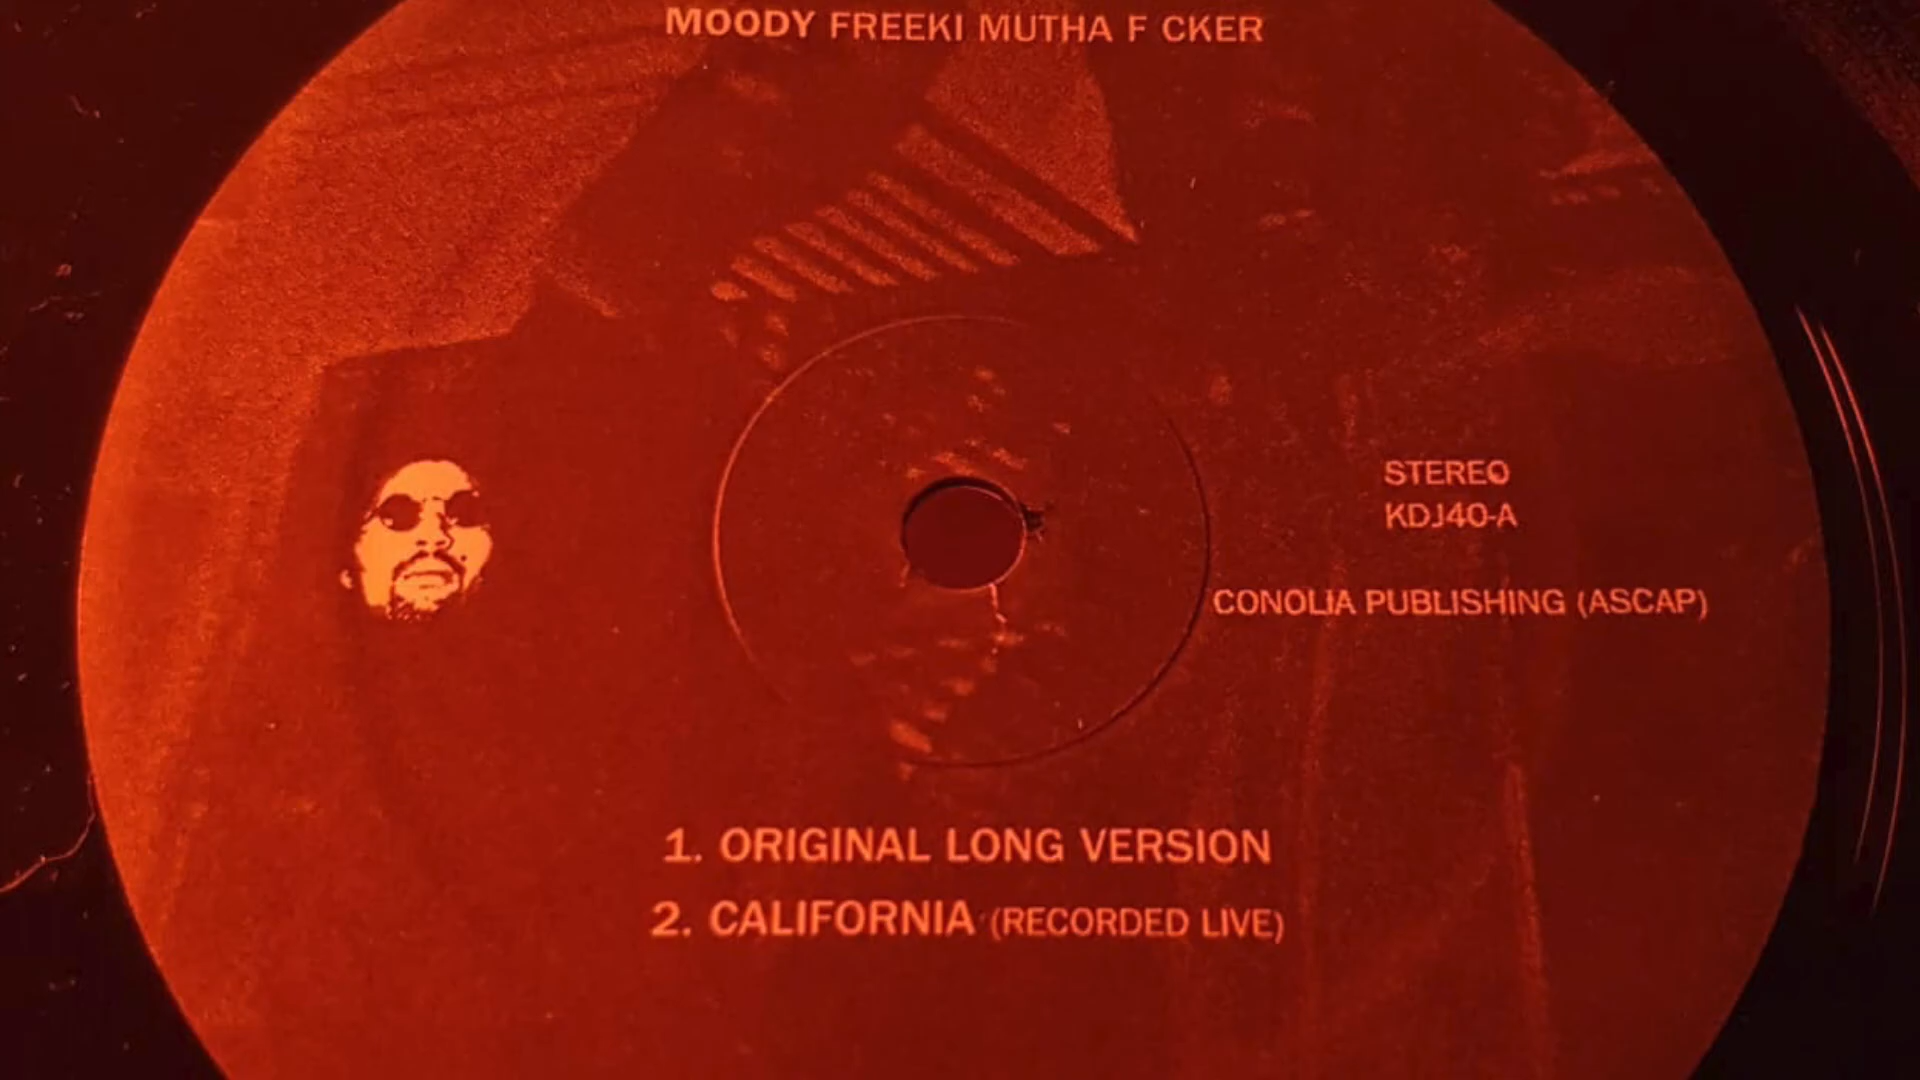 MOODY FREEKI MUTHA F CKER
STEREO
KDJ40-A
CONOLIA PUBLISHING (ASCAP)
1. ORIGINAL LONG VERSION
2. CALIFORNIA (RECORDED LIVE)